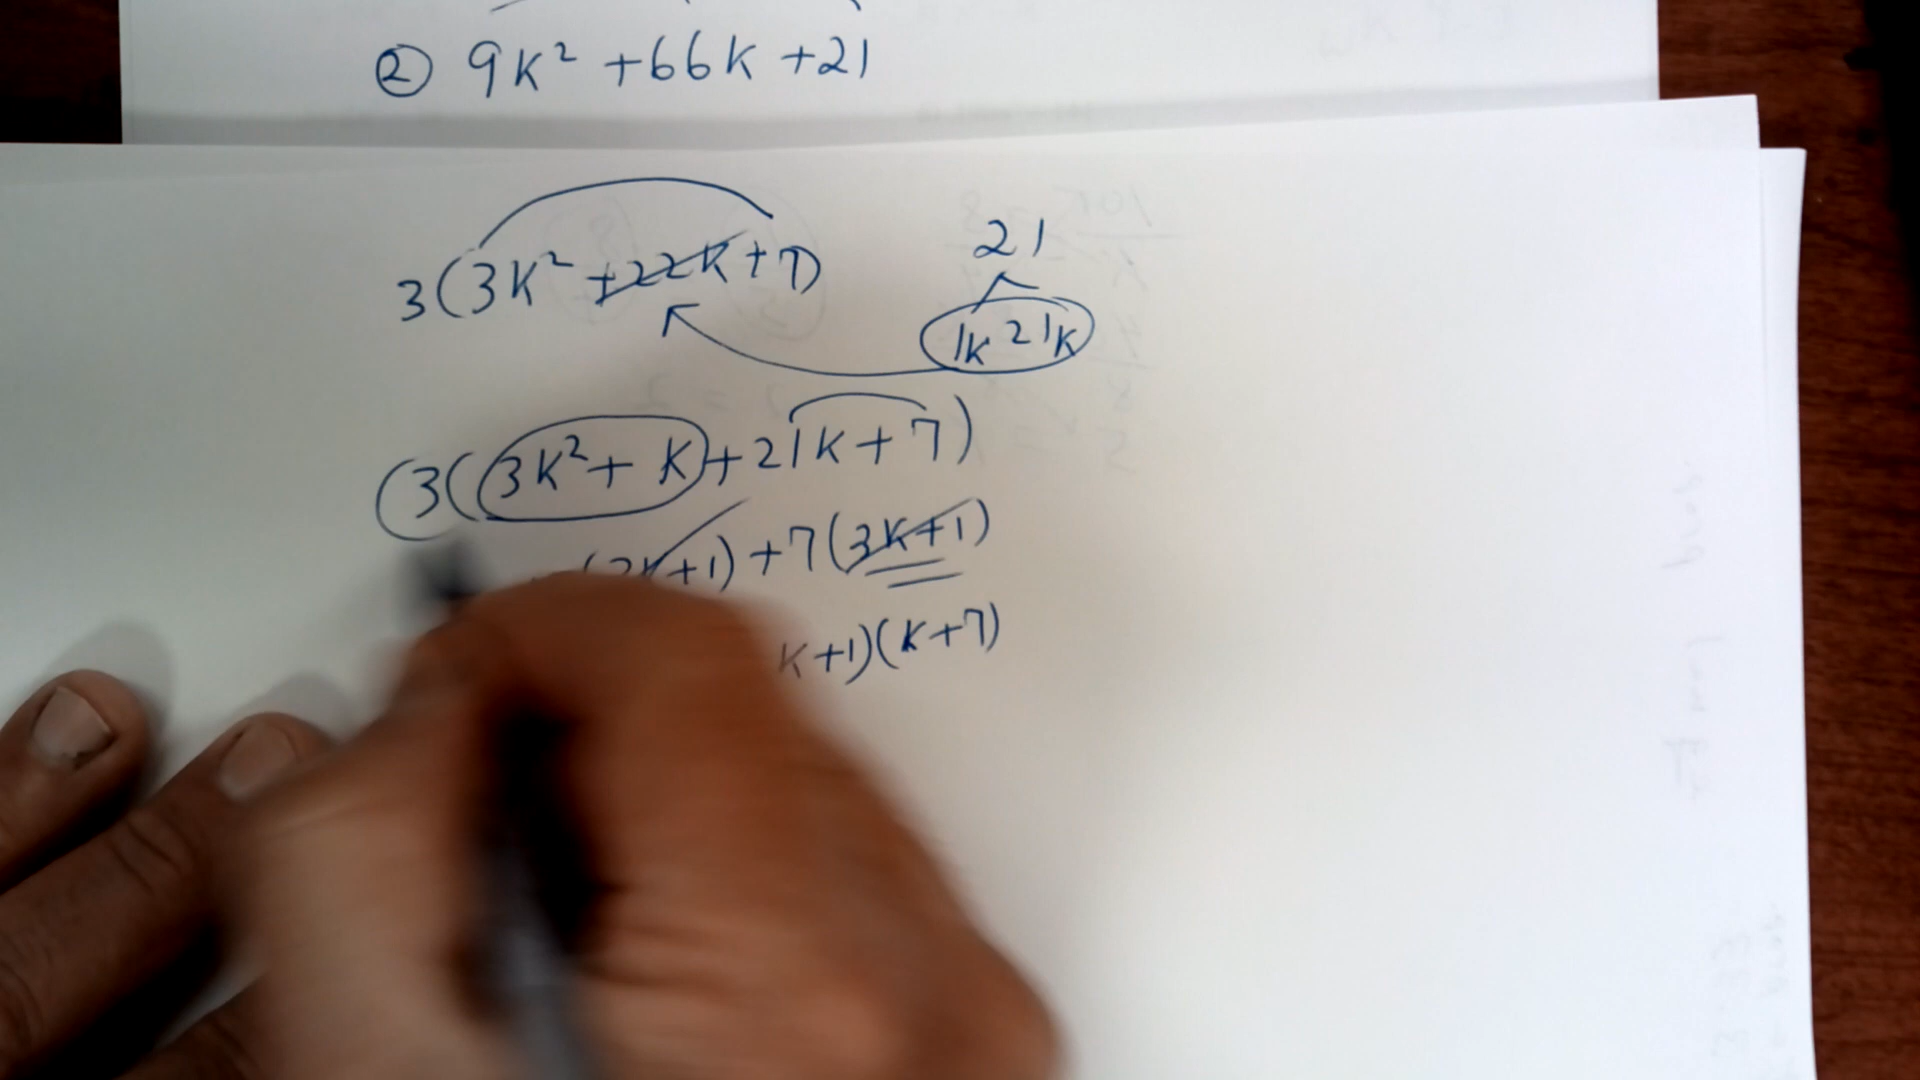 ② 9k² + 66k + 21
3(3k² + 22k + 7)
21
1k 21k
(3(3k² + k) + 21k + 7)
k+1) + 7(3k+1)
k+1)(k+7)